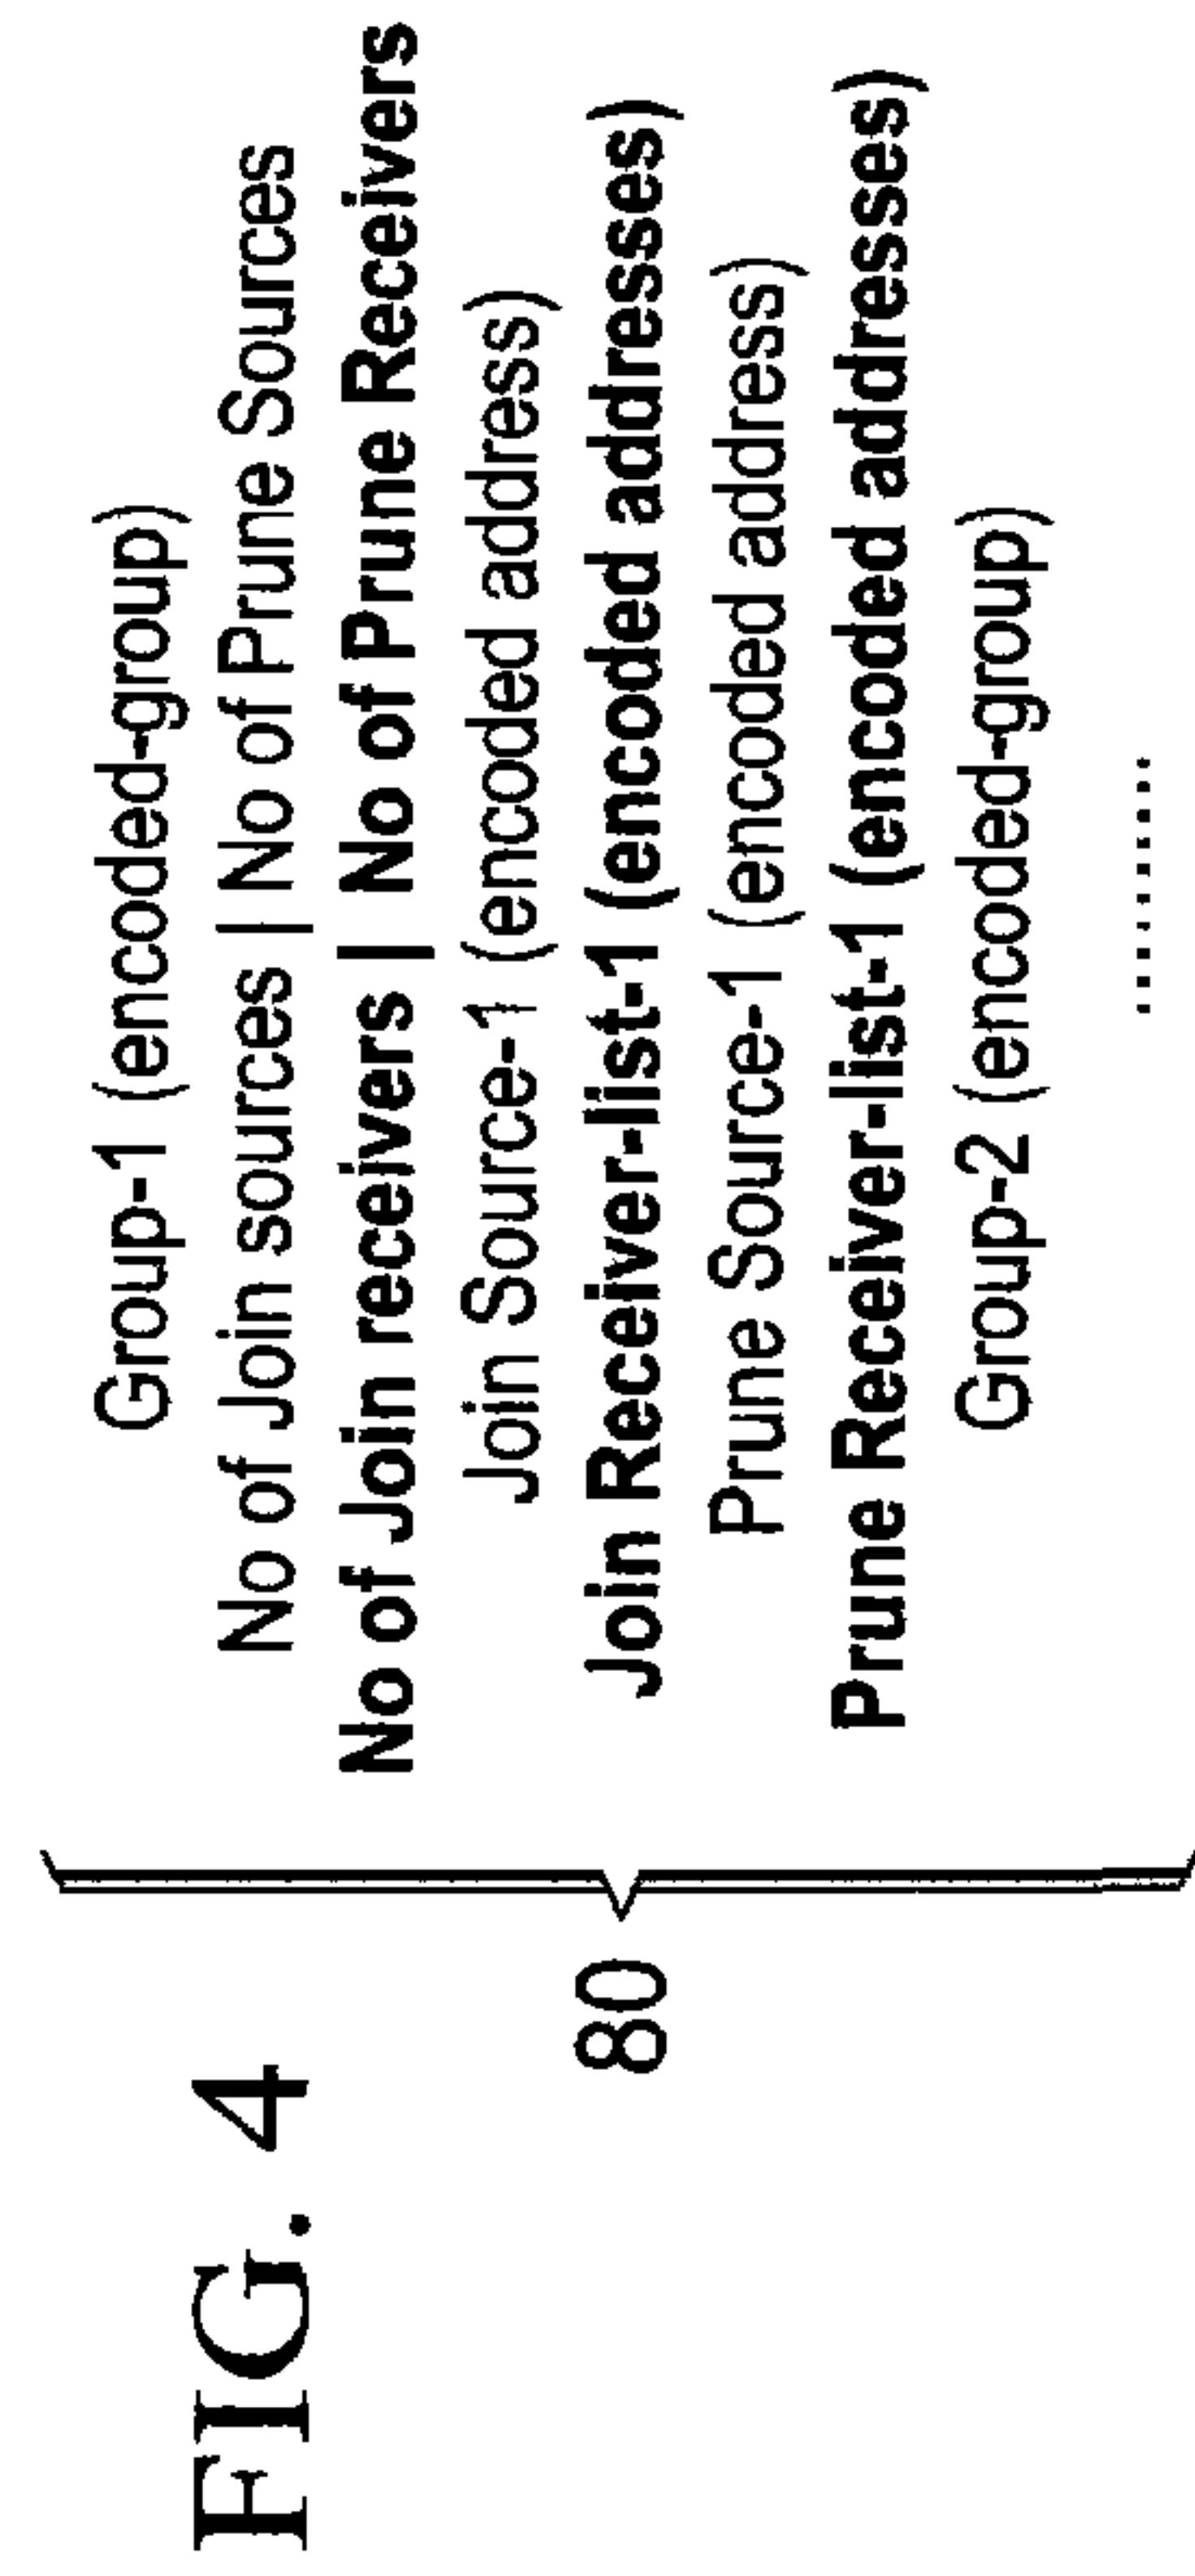 FIG. 4
80
Group-1 (encoded-group)
No of Join sources | No of Prune Sources
No of Join receivers | No of Prune Receivers
Join Source-1 (encoded address)
Join Receiver-list-1 (encoded addresses)
Prune Source-1 (encoded address)
Prune Receiver-list-1 (encoded addresses)
Group-2 (encoded-group)
..........